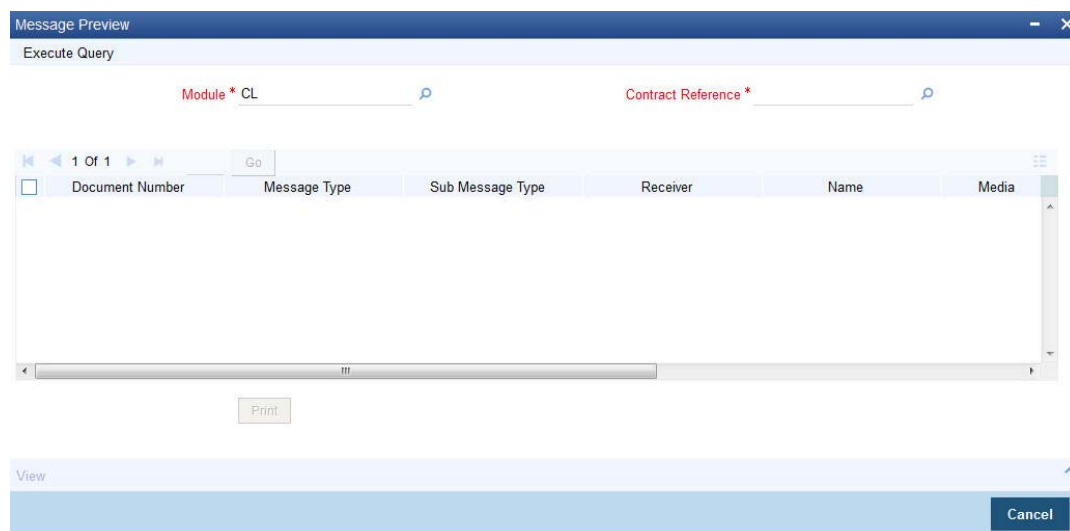 Message Preview
Execute Query
Module * CL
Contract Reference *
1 Of 1 Go
Document Number Message Type Sub Message Type Receiver Name Media
Print
View
Cancel